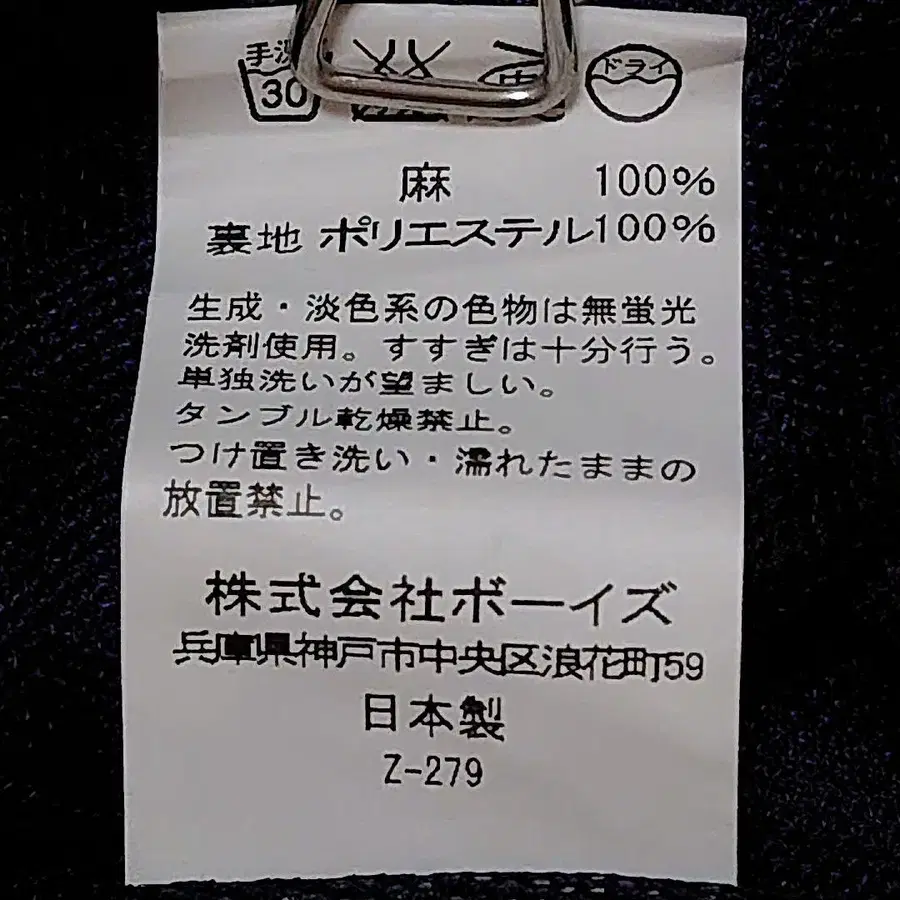 手洗 30 ドライ
麻 100%
裏地 ポリエステル100%
生成・淡色系の色物は無蛍光
洗剤使用。すすぎは十分行う。
単独洗いが望ましい。
タンブル乾燥禁止。
つけ置き洗い・濡れたままの
放置禁止。
株式会社ボーイズ
兵庫県神戸市中央区浪花町59
日本製
Z-279